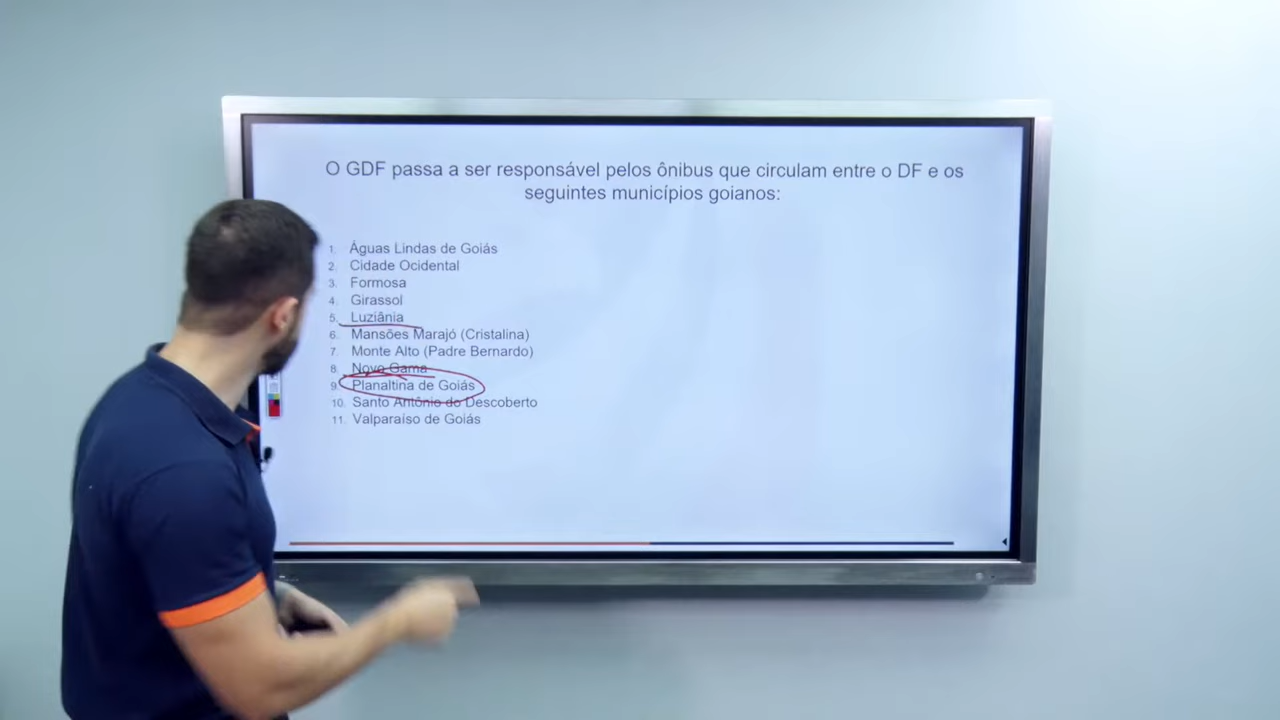 O GDF passa a ser responsável pelos ônibus que circulam entre o DF e os
seguintes municípios goianos:
1. Águas Lindas de Goiás
2. Cidade Ocidental
3. Formosa
4. Girassol
5. Luziânia
6. Mansões Marajó (Cristalina)
7. Monte Alto (Padre Bernardo)
8. Novo Gama
9. Planaltina de Goiás
10. Santo Antônio do Descoberto
11. Valparaíso de Goiás